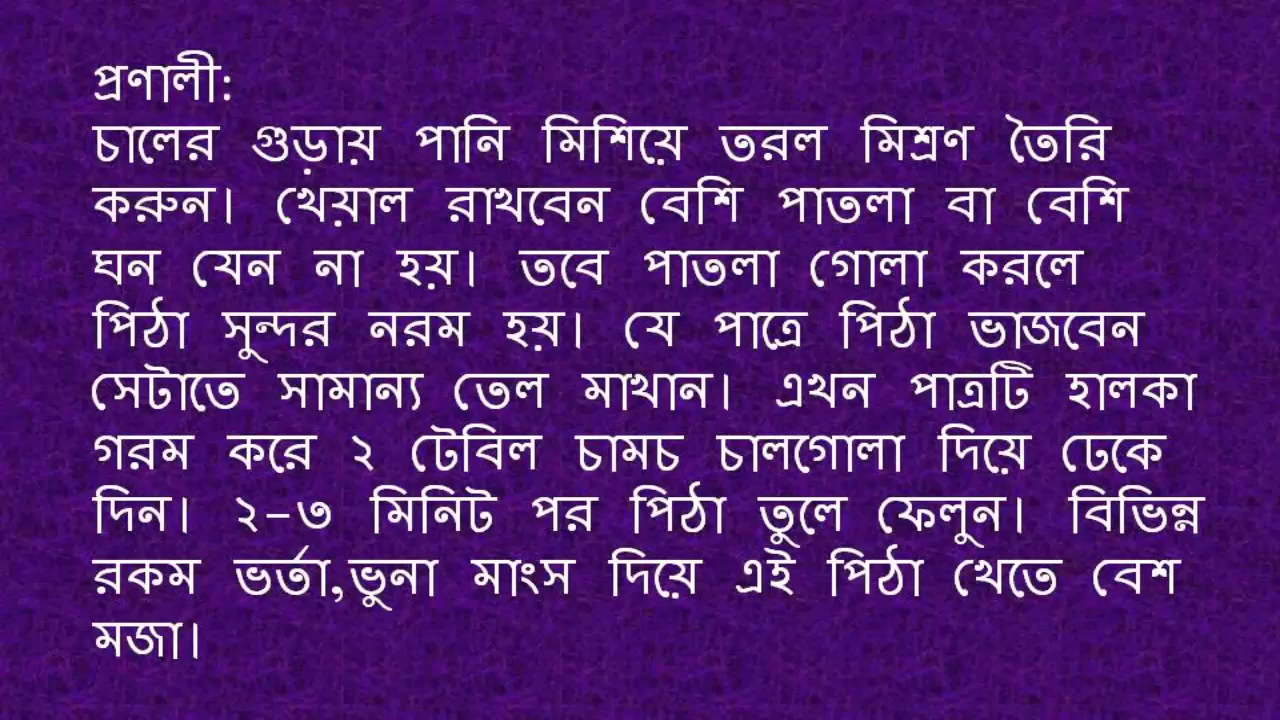 প্রণালী:
চালের গুড়ায় পানি মিশিয়ে তরল মিশ্রণ তৈরি
করুন। খেয়াল রাখবেন বেশি পাতলা বা বেশি
ঘন যেন না হয়। তবে পাতলা গোলা করলে
পিঠা সুন্দর নরম হয়। যে পাত্রে পিঠা ভাজবেন
সেটাতে সামান্য তেল মাখান। এখন পাত্রটি হালকা
গরম করে ২ টেবিল চামচ চালগোলা দিয়ে ঢেকে
দিন। ২-৩ মিনিট পর পিঠা তুলে ফেলুন। বিভিন্ন
রকম ভর্তা,ভুনা মাংস দিয়ে এই পিঠা খেতে বেশ
মজা।